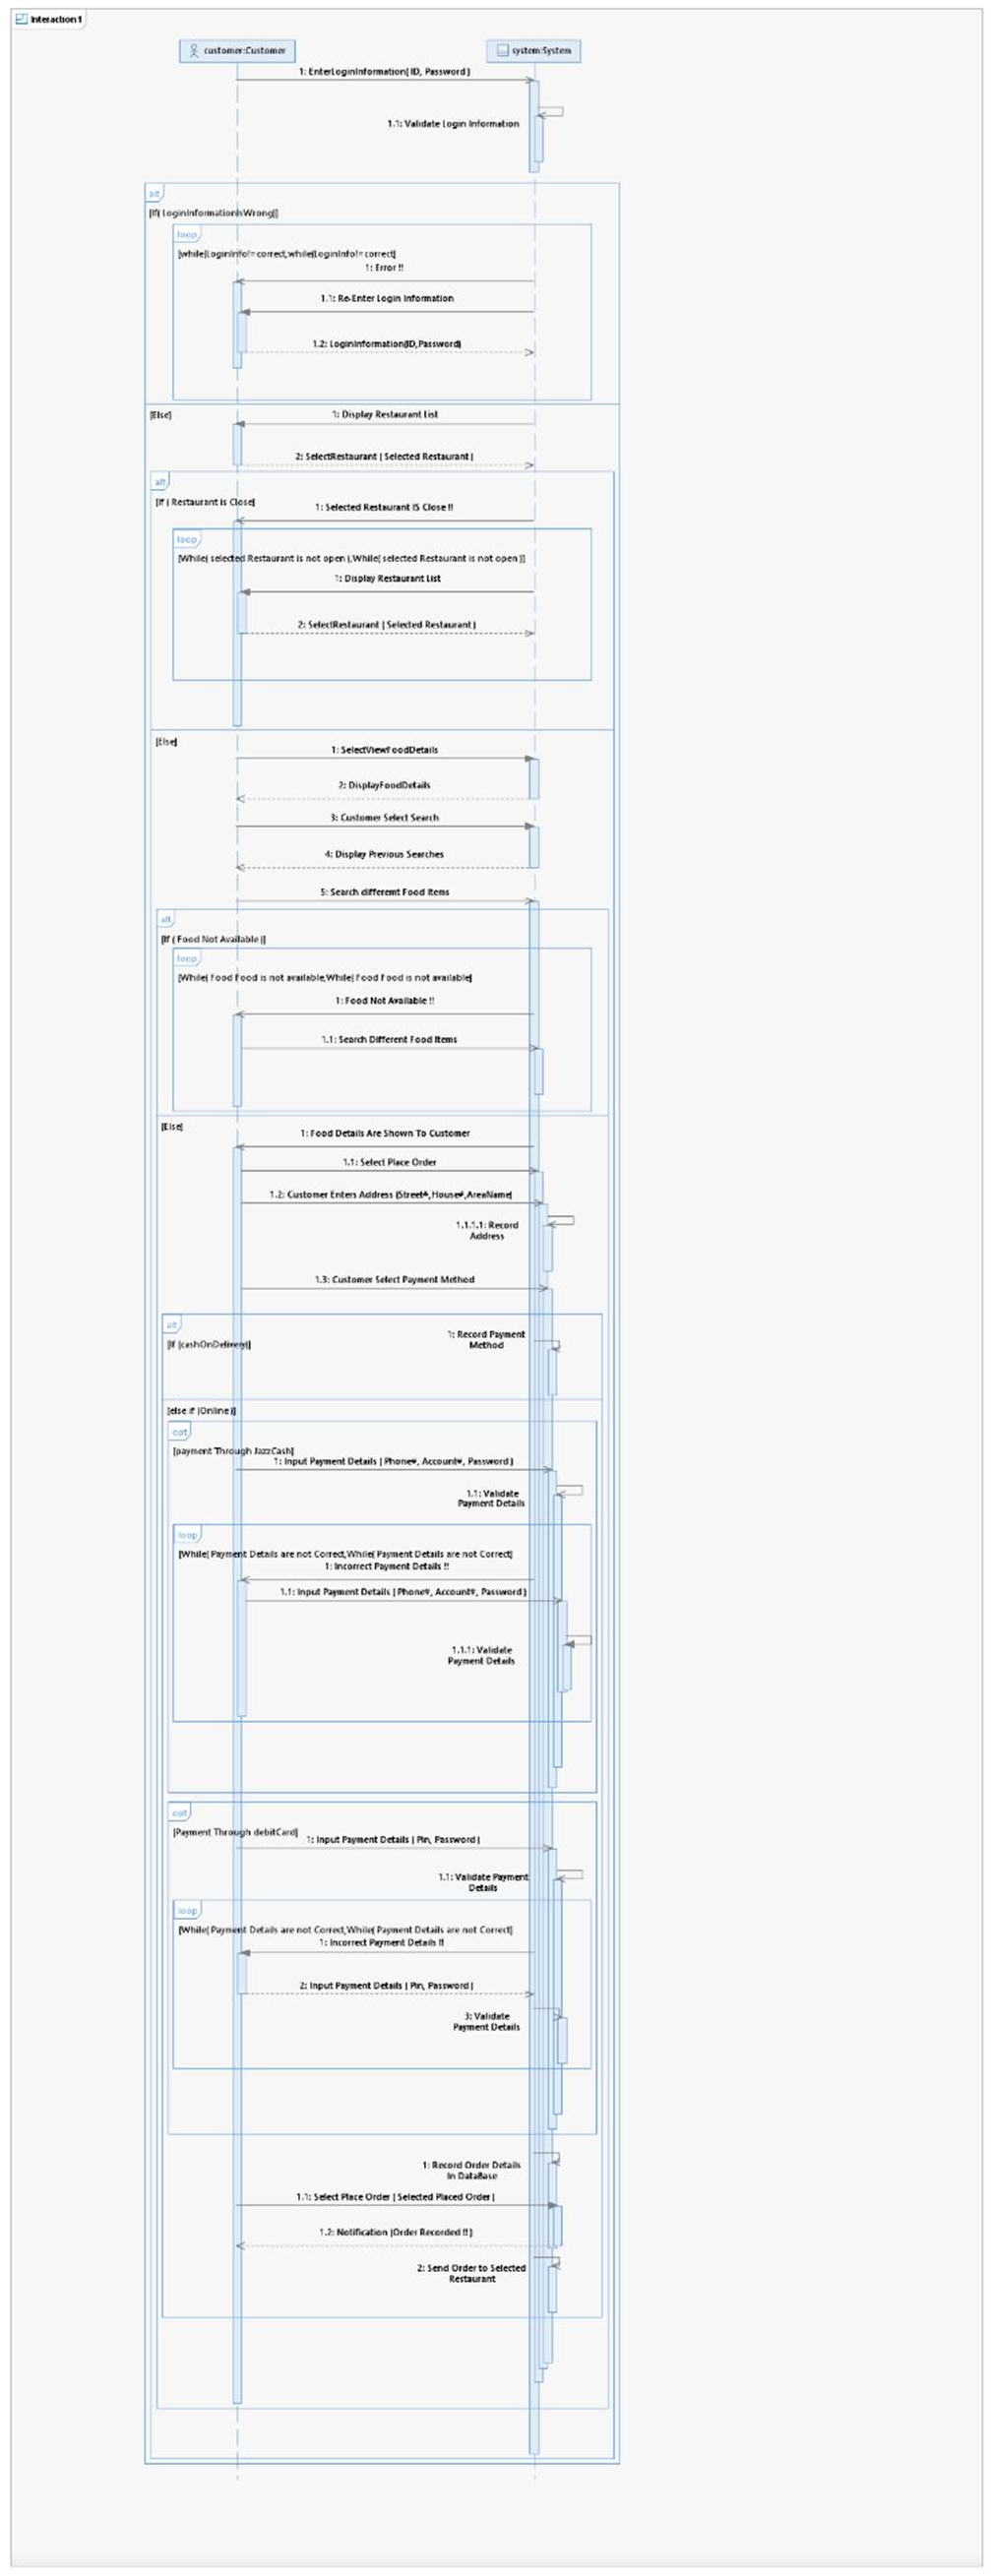 Interaction1
customer:Customer
system:System
1: EnterLoginInformation( ID, Password )
1.1: Validate Login Information
alt
[If( LoginInformationIsWrong)]
loop
[while(LoginInfo!= correct,while(LoginInfo!= correct]
1: Error !!
1.1: Re-Enter Login Information
1.2: LoginInformation(ID,Password)
[Else]
1: Display Restaurant List
2: SelectRestaurant ( Selected Restaurant )
alt
[If ( Restaurant is Close]
1: Selected Restaurant IS Close !!
loop
[While( selected Restaurant is not open ),While( selected Restaurant is not open )]
1: Display Restaurant List
2: SelectRestaurant ( Selected Restaurant )
[Else]
1: SelectViewFoodDetails
2: DisplayFoodDetails
3: Customer Select Search
4: Display Previous Searches
5: Search different Food Items
alt
[If ( Food Not Available )]
loop
[While( Food Food is not available,While( Food Food is not available]
1: Food Not Available !!
1.1: Search Different Food Items
[Else]
1: Food Details Are Shown To Customer
1.1: Select Place Order
1.2: Customer Enters Address (Street#,House#,AreaName)
1.1.1.1: Record
Address
1.3: Customer Select Payment Method
alt
1: Record Payment
Method
[If (cashOnDelivery)]
[else if (Online )]
opt
[payment Through JazzCash]
1: Input Payment Details ( Phone#, Account#, Password )
1.1: Validate
Payment Details
loop
[While( Payment Details are not Correct,While( Payment Details are not Correct]
1: Incorrect Payment Details !!
1.1: Input Payment Details ( Phone#, Account#, Password )
1.1.1: Validate
Payment Details
opt
[Payment Through debitCard]
1: Input Payment Details ( Pin, Password )
1.1: Validate Payment
Details
loop
[While( Payment Details are not Correct,While( Payment Details are not Correct]
1: Incorrect Payment Details !!
2: Input Payment Details ( Pin, Password )
3: Validate
Payment Details
1: Record Order Details
In DataBase
1.1: Select Place Order ( Selected Placed Order )
1.2: Notification (Order Recorded !! )
2: Send Order to Selected
Restaurant